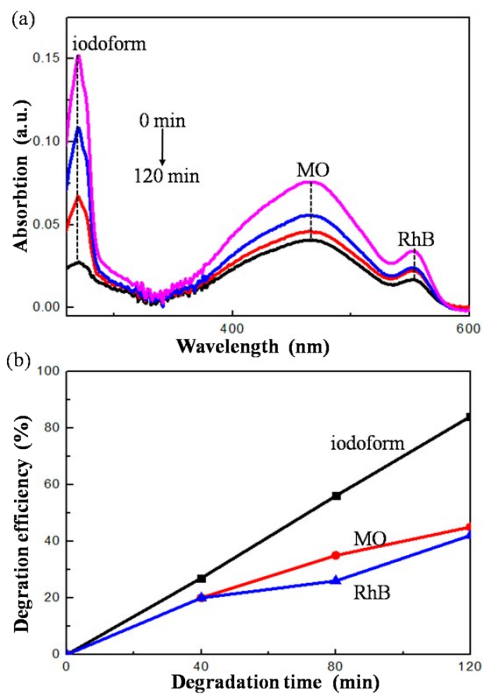 (a)
iodoform
0 min
120 min
MO
RhB
Absorbtion (a.u.)
0.15
0.10
0.05
0.00
400
600
Wavelength (nm)
(b)
Degration efficiency (%)
100
80
60
40
20
0
iodoform
MO
RhB
0
40
80
120
Degradation time (min)